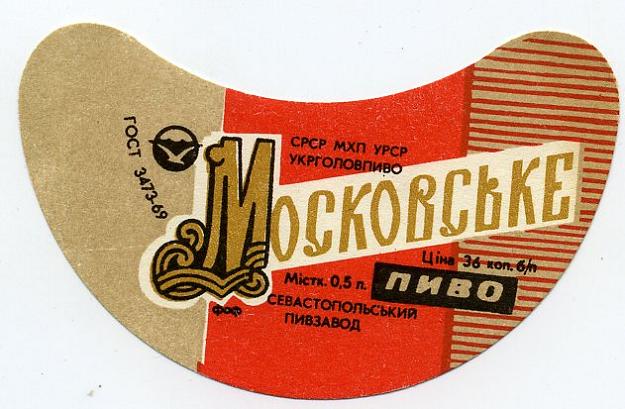 ГОСТ 3473-69
СРСР МХП УРСР
УКРГОЛОВПИВО
МОСКОВСЬКЕ
Ціна 36 коп. б/п
Містк. 0,5 л.
ПИВО
СЕВАСТОПОЛЬСЬКИЙ
ПИВЗАВОД
фоф